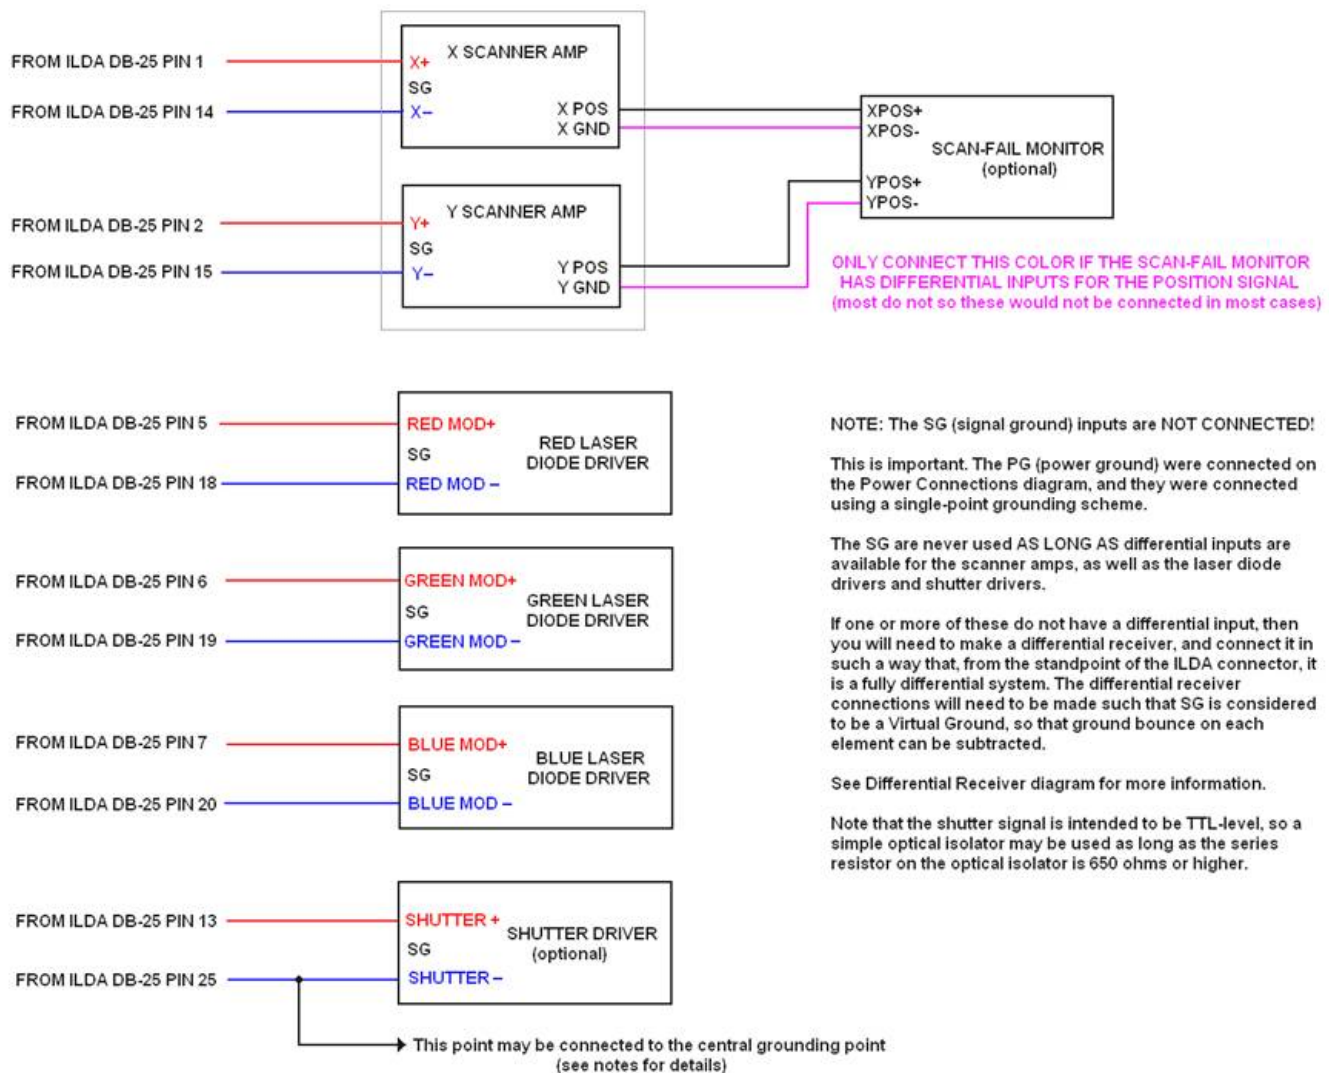 FROM ILDA DB-25 PIN 1
FROM ILDA DB-25 PIN 14
X SCANNER AMP
X+
SG
X−
X POS
X GND
FROM ILDA DB-25 PIN 2
FROM ILDA DB-25 PIN 15
Y SCANNER AMP
Y+
SG
Y−
Y POS
Y GND
XPOS+
XPOS-
SCAN-FAIL MONITOR
(optional)
YPOS+
YPOS-
ONLY CONNECT THIS COLOR IF THE SCAN-FAIL MONITOR
HAS DIFFERENTIAL INPUTS FOR THE POSITION SIGNAL
(most do not so these would not be connected in most cases)
FROM ILDA DB-25 PIN 5
FROM ILDA DB-25 PIN 18
RED MOD+
SG
RED MOD −
RED LASER
DIODE DRIVER
FROM ILDA DB-25 PIN 6
FROM ILDA DB-25 PIN 19
GREEN MOD+
SG
GREEN MOD −
GREEN LASER
DIODE DRIVER
FROM ILDA DB-25 PIN 7
FROM ILDA DB-25 PIN 20
BLUE MOD+
SG
BLUE MOD −
BLUE LASER
DIODE DRIVER
FROM ILDA DB-25 PIN 13
FROM ILDA DB-25 PIN 25
SHUTTER +
SG
SHUTTER −
SHUTTER DRIVER
(optional)
This point may be connected to the central grounding point
(see notes for details)
NOTE: The SG (signal ground) inputs are NOT CONNECTED!
This is important. The PG (power ground) were connected on
the Power Connections diagram, and they were connected
using a single-point grounding scheme.
The SG are never used AS LONG AS differential inputs are
available for the scanner amps, as well as the laser diode
drivers and shutter drivers.
If one or more of these do not have a differential input, then
you will need to make a differential receiver, and connect it in
such a way that, from the standpoint of the ILDA connector, it
is a fully differential system. The differential receiver
connections will need to be made such that SG is considered
to be a Virtual Ground, so that ground bounce on each
element can be subtracted.
See Differential Receiver diagram for more information.
Note that the shutter signal is intended to be TTL-level, so a
simple optical isolator may be used as long as the series
resistor on the optical isolator is 650 ohms or higher.